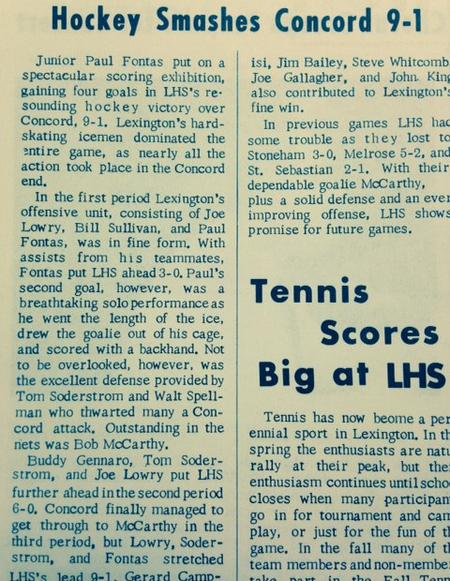 Hockey Smashes Concord 9-1
Junior Paul Fontas put on a
spectacular scoring exhibition,
gaining four goals in LHS's re-
sounding hockey victory over
Concord, 9-1. Lexington's hard-
skating icemen dominated the
entire game, as nearly all the
action took place in the Concord
end.
In the first period Lexington's
offensive unit, consisting of Joe
Lowry, Bill Sullivan, and Paul
Fontas, was in fine form. With
assists from his teammates,
Fontas put LHS ahead 3-0. Paul's
second goal, however, was a
breathtaking solo performance as
he went the length of the ice,
drew the goalie out of his cage,
and scored with a backhand. Not
to be overlooked, however, was
the excellent defense provided by
Tom Soderstrom and Walt Spell-
man who thwarted many a Con-
cord attack. Outstanding in the
nets was Bob McCarthy.
Buddy Gennaro, Tom Soder-
strom, and Joe Lowry put LHS
further ahead in the second period
6-0. Concord finally managed to
get through to McCarthy in the
third period, but Lowry, Soder-
strom, and Fontas stretched
LHS's lead 9-1. Gerard Camp-
isi, Jim Bailey, Steve Whitcomb,
Joe Gallagher, and John King
also contributed to Lexington's
fine win.
In previous games LHS had
some trouble as they lost to
Stoneham 3-0, Melrose 5-2, and
St. Sebastian 2-1. With their
dependable goalie McCarthy,
plus a solid defense and an ever
improving offense, LHS shows
promise for future games.
Tennis
Scores
Big at LHS
Tennis has now beome a per
ennial sport in Lexington. In th
spring the enthusiasts are natu
rally at their peak, but the
enthusiasm continues until schoo
closes when many participan
go in for tournament and cam
play, or just for the fun of t
game. In the fall many of th
team members and non-membe
take part in the Fall Tenn